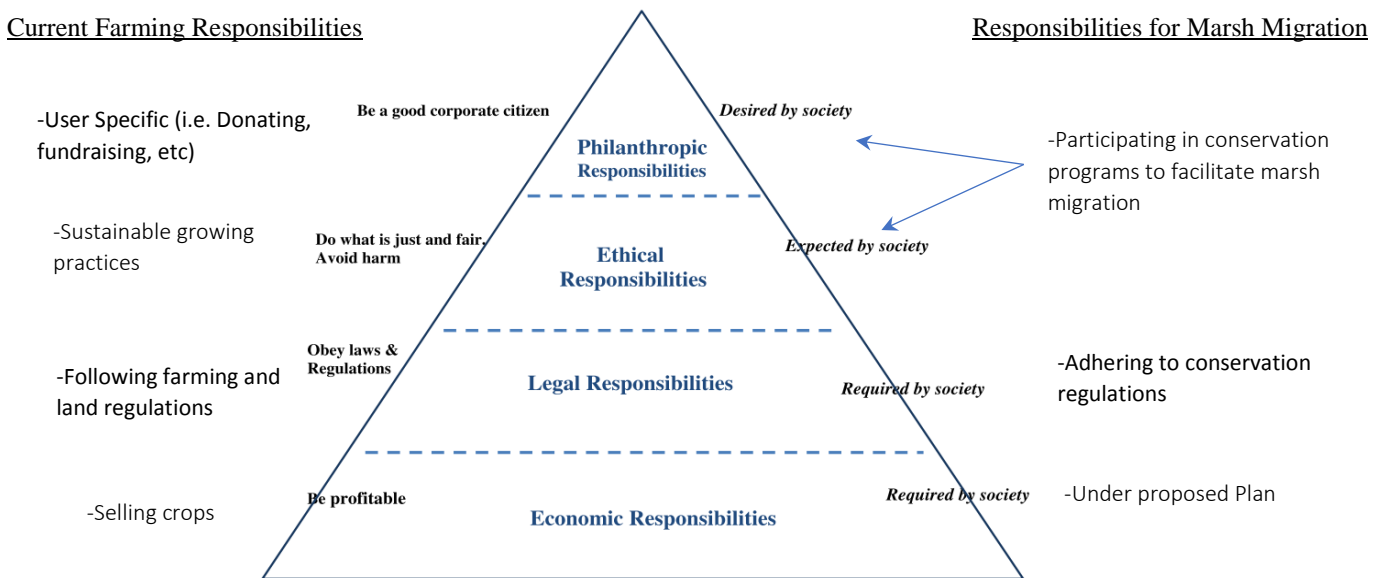 Current Farming Responsibilities
Responsibilities for Marsh Migration
-User Specific (i.e. Donating,
fundraising, etc)
Be a good corporate citizen
Desired by society
Philanthropic
Responsibilities
-Participating in conservation
programs to facilitate marsh
migration
-Sustainable growing
practices
Do what is just and fair,
Avoid harm
Ethical
Responsibilities
Expected by society
-Following farming and
land regulations
Obey laws &
Regulations
Legal Responsibilities
Required by society
-Adhering to conservation
regulations
-Selling crops
Be profitable
Economic Responsibilities
Required by society
-Under proposed Plan